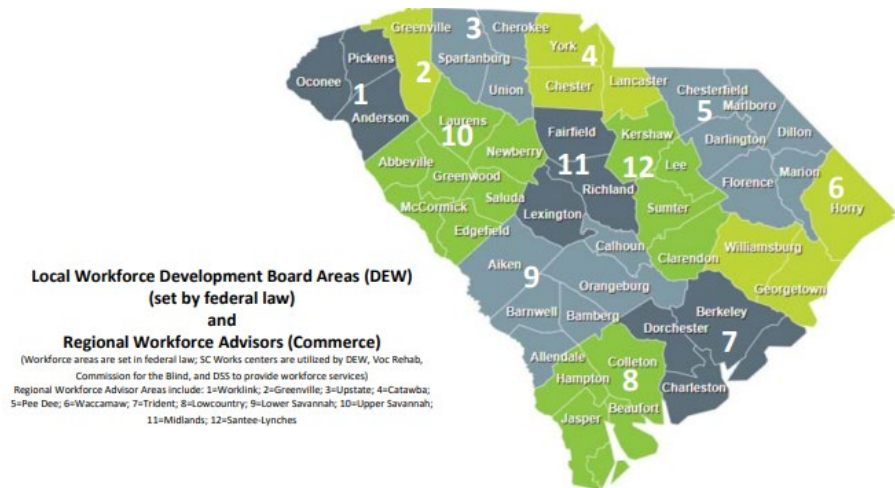 Greenville
3
Cherokee
York
4
Pickens
Spartanburg
Oconee
2
Union
Chester
Lancaster
Chesterfield
5
Marlboro
1
Anderson
Laurens
10
Fairfield
Kershaw
Darlington
Dillon
Abbeville
Newberry
11
12
Lee
Marion
6
Greenwood
Richland
Florence
Horry
McCormick
Saluda
Lexington
Sumter
Edgefield
Calhoun
Clarendon
Williamsburg
Aiken
9
Orangeburg
Georgetown
Barnwell
Bamberg
Berkeley
Dorchester
7
Allendale
Colleton
Hampton
8
Charleston
Beaufort
Jasper
Local Workforce Development Board Areas (DEW)
(set by federal law)
and
Regional Workforce Advisors (Commerce)
(Workforce areas are set in federal law; SC Works centers are utilized by DEW, Voc Rehab,
Commission for the Blind, and DSS to provide workforce services)
Regional Workforce Advisor Areas include: 1=Worklink; 2=Greenville; 3=Upstate; 4=Catawba;
5=Pee Dee; 6=Waccamaw; 7=Trident; 8=Lowcountry; 9=Lower Savannah; 10=Upper Savannah;
11=Midlands; 12=Santee-Lynches